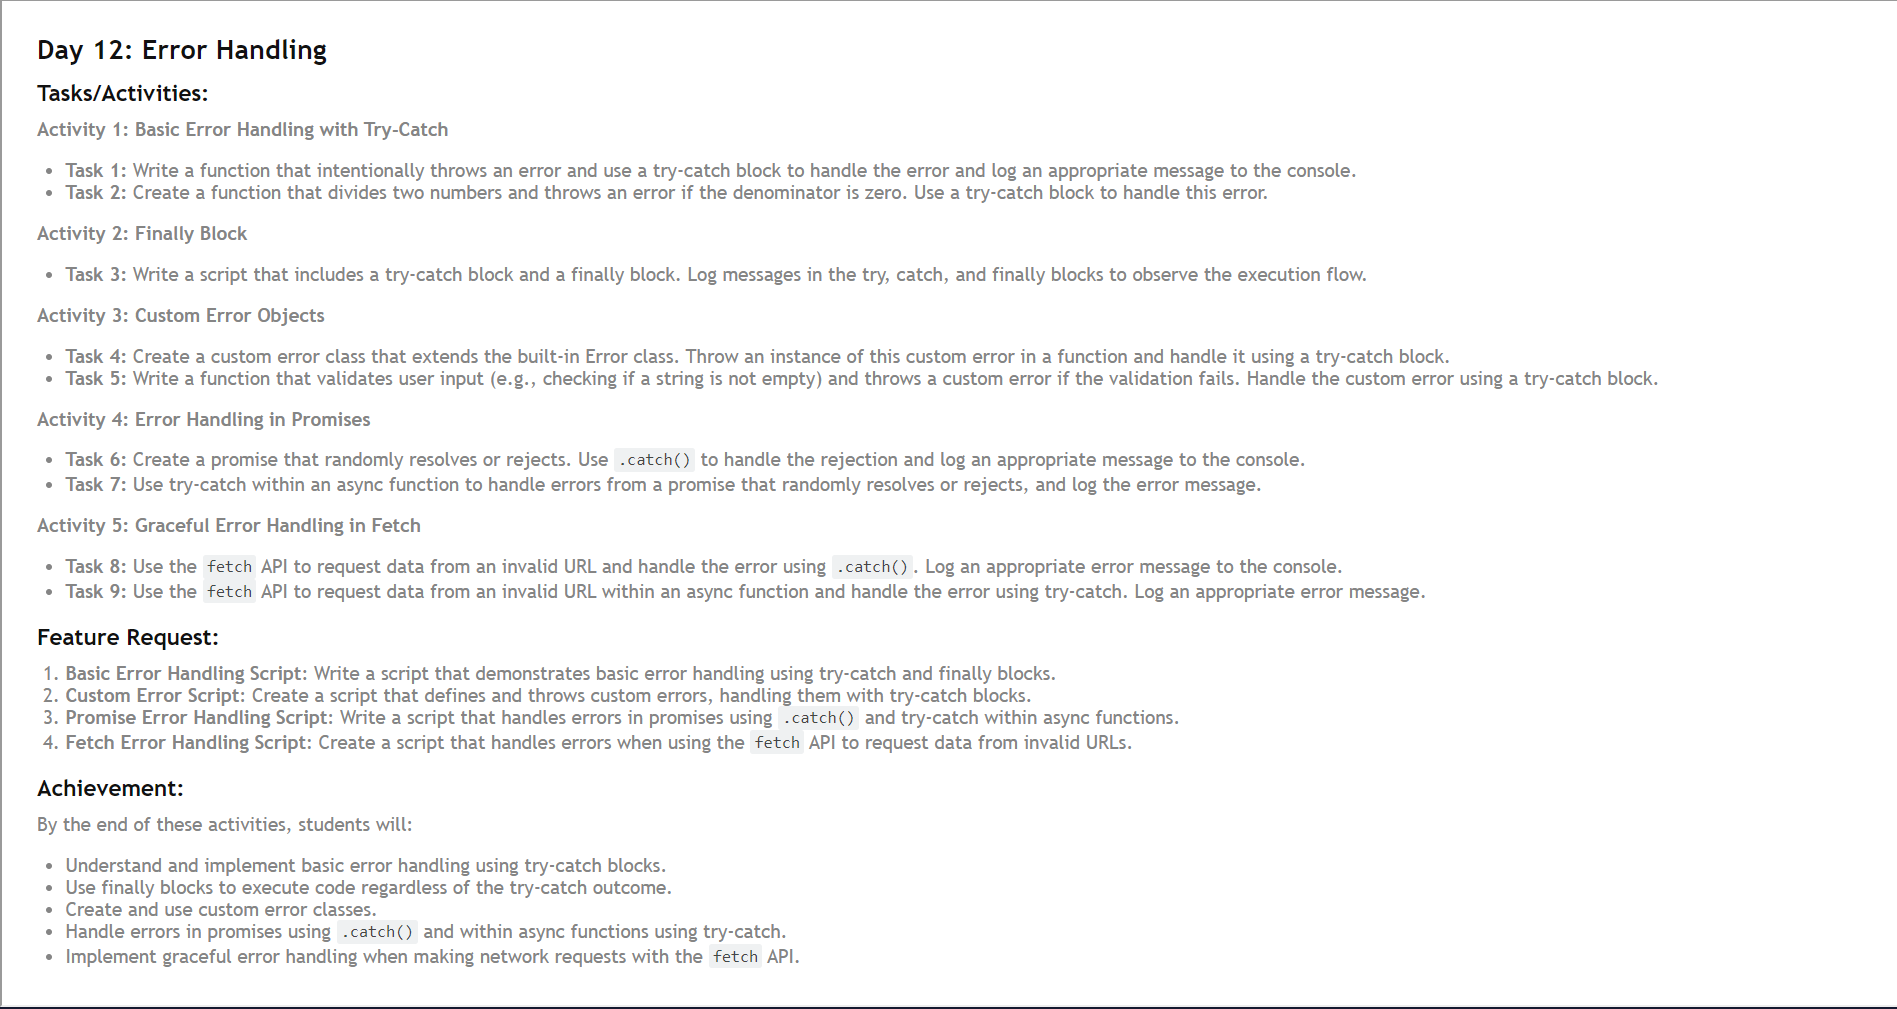 Day 12: Error Handling
Tasks/Activities:
Activity 1: Basic Error Handling with Try-Catch
• Task 1: Write a function that intentionally throws an error and use a try-catch block to handle the error and log an appropriate message to the console.
• Task 2: Create a function that divides two numbers and throws an error if the denominator is zero. Use a try-catch block to handle this error.
Activity 2: Finally Block
• Task 3: Write a script that includes a try-catch block and a finally block. Log messages in the try, catch, and finally blocks to observe the execution flow.
Activity 3: Custom Error Objects
• Task 4: Create a custom error class that extends the built-in Error class. Throw an instance of this custom error in a function and handle it using a try-catch block.
• Task 5: Write a function that validates user input (e.g., checking if a string is not empty) and throws a custom error if the validation fails. Handle the custom error using a try-catch block.
Activity 4: Error Handling in Promises
• Task 6: Create a promise that randomly resolves or rejects. Use .catch() to handle the rejection and log an appropriate message to the console.
• Task 7: Use try-catch within an async function to handle errors from a promise that randomly resolves or rejects, and log the error message.
Activity 5: Graceful Error Handling in Fetch
• Task 8: Use the fetch API to request data from an invalid URL and handle the error using .catch(). Log an appropriate error message to the console.
• Task 9: Use the fetch API to request data from an invalid URL within an async function and handle the error using try-catch. Log an appropriate error message.
Feature Request:
1. Basic Error Handling Script: Write a script that demonstrates basic error handling using try-catch and finally blocks.
2. Custom Error Script: Create a script that defines and throws custom errors, handling them with try-catch blocks.
3. Promise Error Handling Script: Write a script that handles errors in promises using .catch() and try-catch within async functions.
4. Fetch Error Handling Script: Create a script that handles errors when using the fetch API to request data from invalid URLs.
Achievement:
By the end of these activities, students will:
• Understand and implement basic error handling using try-catch blocks.
• Use finally blocks to execute code regardless of the try-catch outcome.
• Create and use custom error classes.
• Handle errors in promises using .catch() and within async functions using try-catch.
• Implement graceful error handling when making network requests with the fetch API.